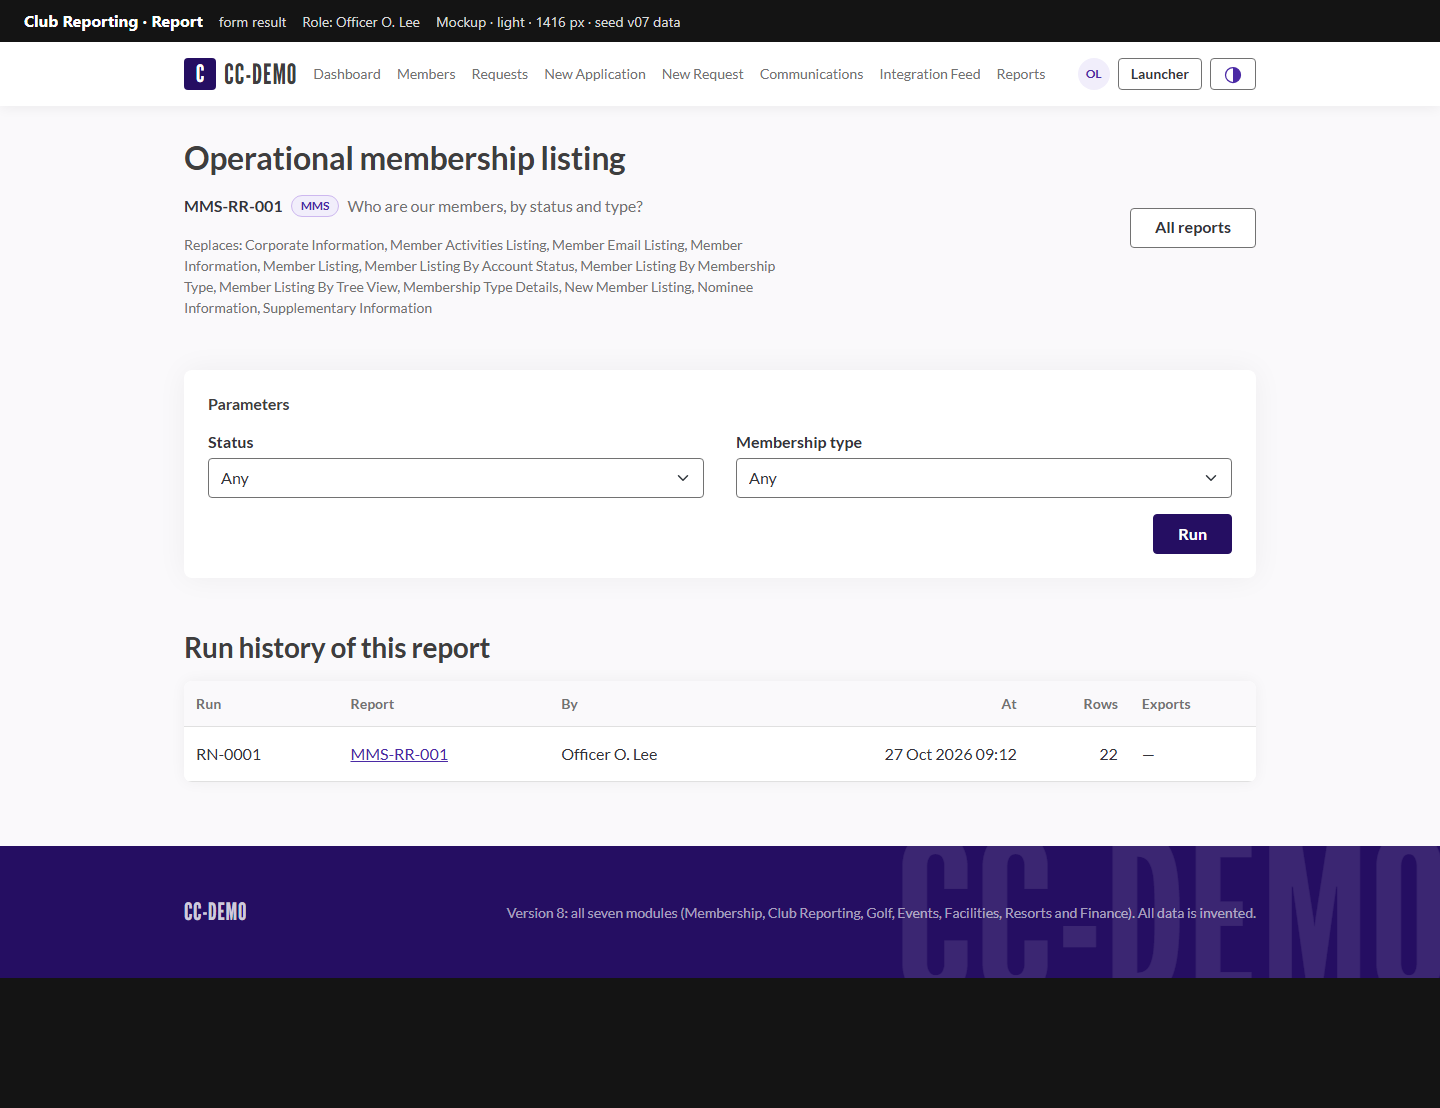 Club Reporting · Report form result Role: Officer O. Lee Mockup · light · 1416 px · seed v07 data
C CC-DEMO Dashboard Members Requests New Application New Request Communications Integration Feed Reports OL Launcher
Operational membership listing
MMS-RR-001 MMS Who are our members, by status and type?
All reports
Replaces: Corporate Information, Member Activities Listing, Member Email Listing, Member
Information, Member Listing, Member Listing By Account Status, Member Listing By Membership
Type, Member Listing By Tree View, Membership Type Details, New Member Listing, Nominee
Information, Supplementary Information
Parameters
Status Membership type
Any Any
Run
Run history of this report
Run Report By At Rows Exports
RN-0001 MMS-RR-001 Officer O. Lee 27 Oct 2026 09:12 22 —
CC-DEMO
CC-DEMO Version 8: all seven modules (Membership, Club Reporting, Golf, Events, Facilities, Resorts and Finance). All data is invented.